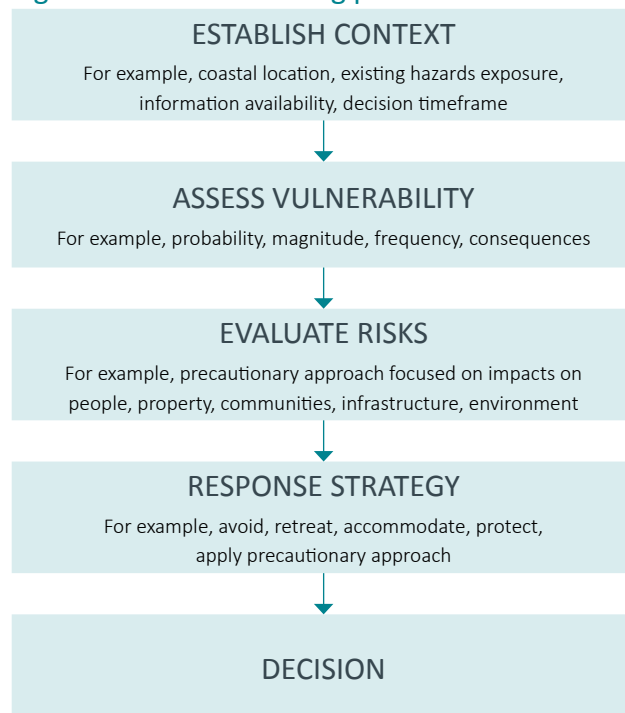 ESTABLISH CONTEXT
For example, coastal location, existing hazards exposure,
information availability, decision timeframe
ASSESS VULNERABILITY
For example, probability, magnitude, frequency, consequences
EVALUATE RISKS
For example, precautionary approach focused on impacts on
people, property, communities, infrastructure, environment
RESPONSE STRATEGY
For example, avoid, retreat, accommodate, protect,
apply precautionary approach
DECISION